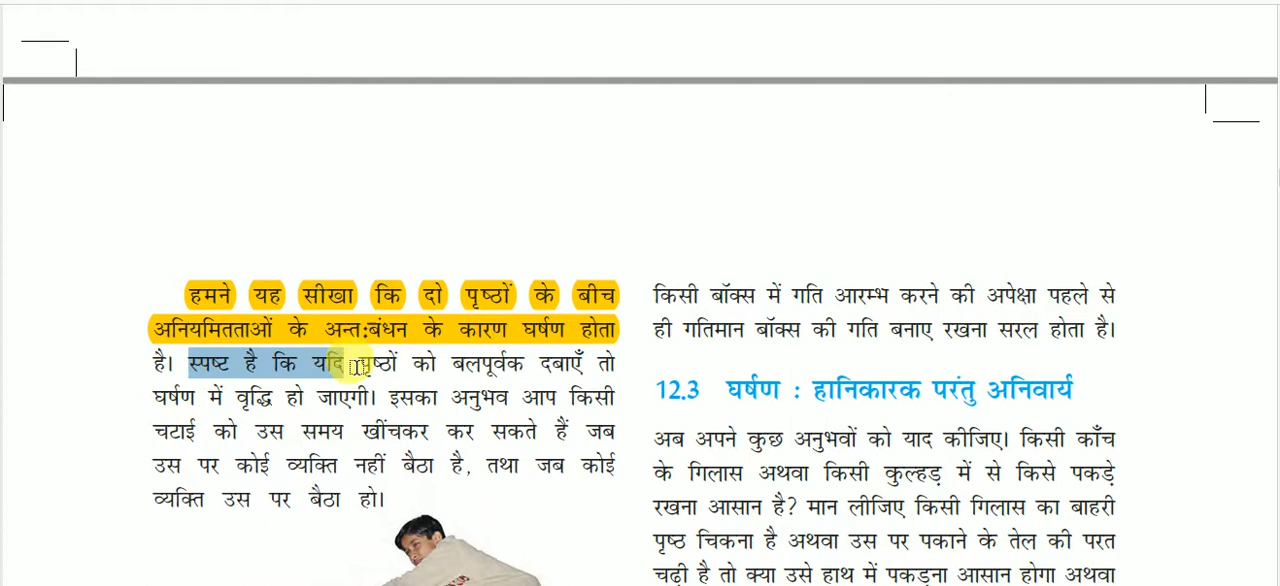 हमने यह सीखा कि दो पृष्ठों के बीच
अनियमितताओं के अन्त:बंधन के कारण घर्षण होता
है। स्पष्ट है कि यदि पृष्ठों को बलपूर्वक दबाएँ तो
घर्षण में वृद्धि हो जाएगी। इसका अनुभव आप किसी
चटाई को उस समय खींचकर कर सकते हैं जब
उस पर कोई व्यक्ति नहीं बैठा है, तथा जब कोई
व्यक्ति उस पर बैठा हो।
किसी बॉक्स में गति आरम्भ करने की अपेक्षा पहले से
ही गतिमान बॉक्स की गति बनाए रखना सरल होता है।
12.3 घर्षण : हानिकारक परंतु अनिवार्य
अब अपने कुछ अनुभवों को याद कीजिए। किसी काँच
के गिलास अथवा किसी कुल्हड़ में से किसे पकड़े
रखना आसान है? मान लीजिए किसी गिलास का बाहरी
पृष्ठ चिकना है अथवा उस पर पकाने के तेल की परत
चढ़ी है तो क्या उसे हाथ में पकड़ना आसान होगा अथवा